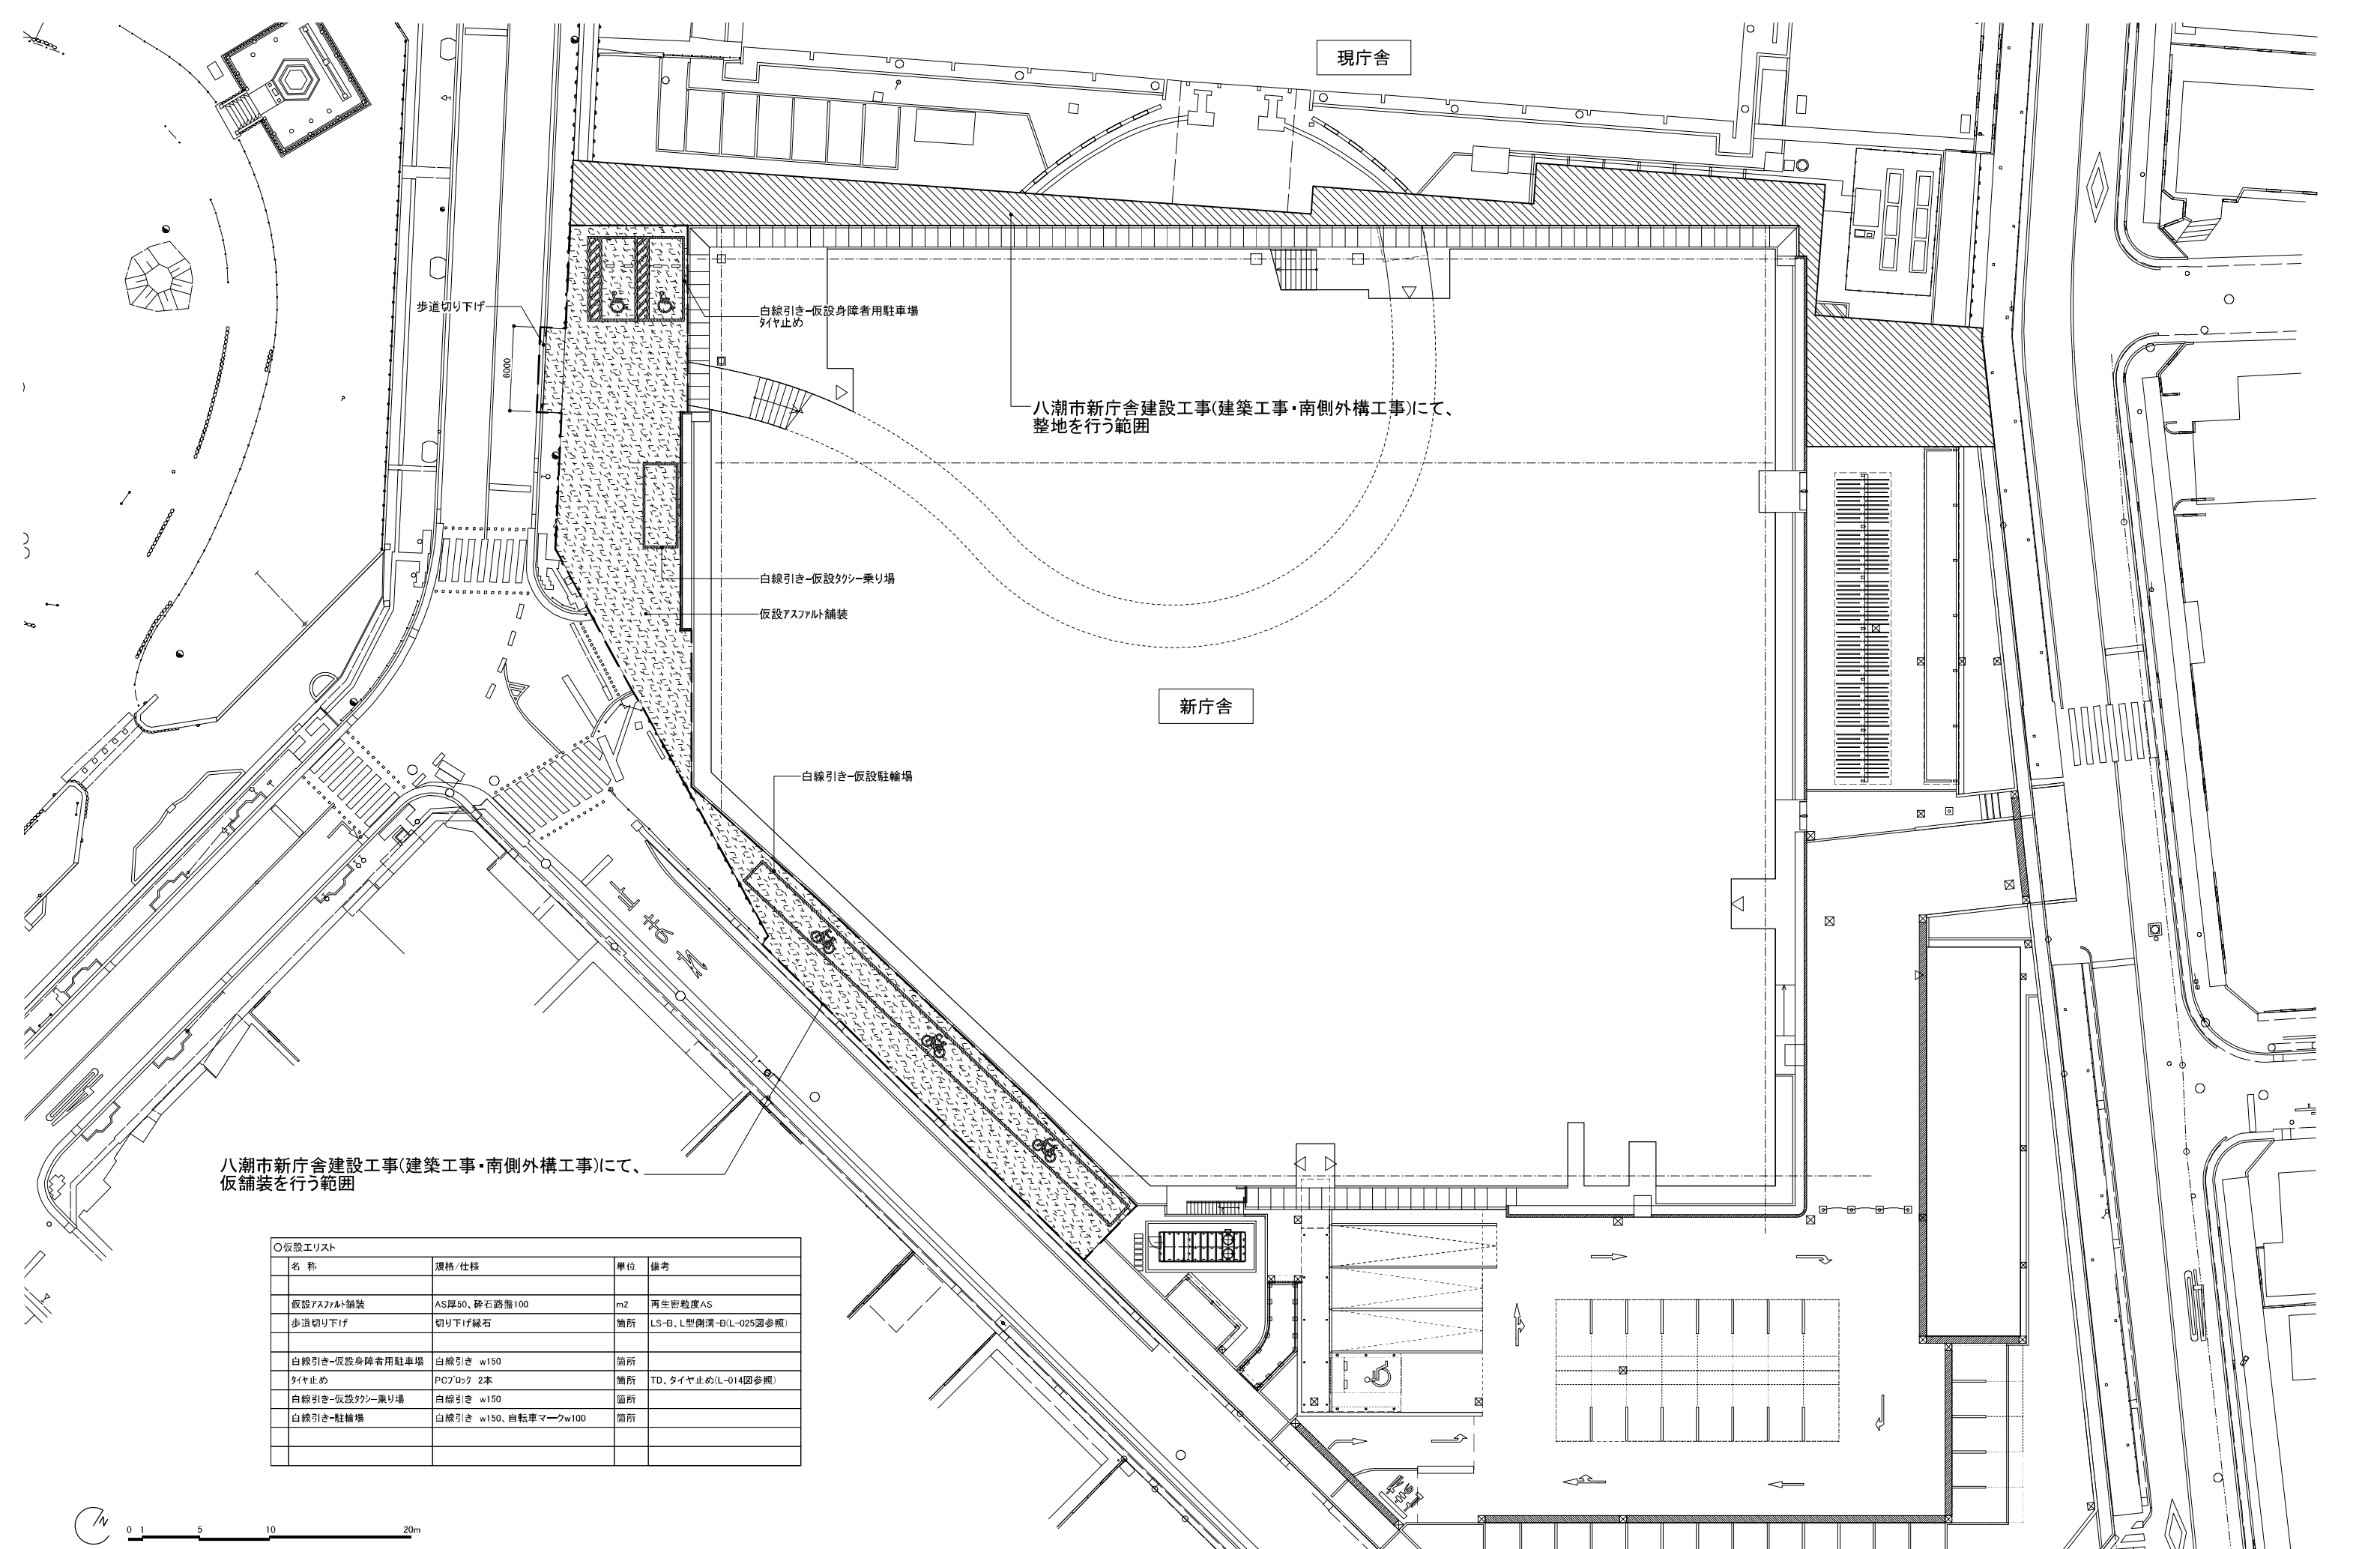 現庁舎
歩道切り下げ
白線引き-仮設身障者用駐車場
タイヤ止め
6000
八潮市新庁舎建設工事(建築工事・南側外構工事)にて、
整地を行う範囲
白線引き-仮設タクシー乗り場
仮設アスファルト舗装
新庁舎
白線引き-仮設駐輪場
八潮市新庁舎建設工事(建築工事・南側外構工事)にて、
仮舗装を行う範囲
○仮設工リスト
名 称 規格/仕様 単位 備考
仮設アスファルト舗装 AS厚50、砕石路盤100 m2 再生密粒度AS
歩道切り下げ 切り下げ縁石 箇所 LS-B、L型側溝-B(L-025図参照)
白線引き-仮設身障者用駐車場 白線引き w150 箇所
タイヤ止め PCブロック 2本 箇所 TD、タイヤ止め(L-014図参照)
白線引き-仮設タクシー乗り場 白線引き w150 箇所
白線引き-駐輪場 白線引き w150、自転車マークw100 箇所
N
0 1 5 10 20m